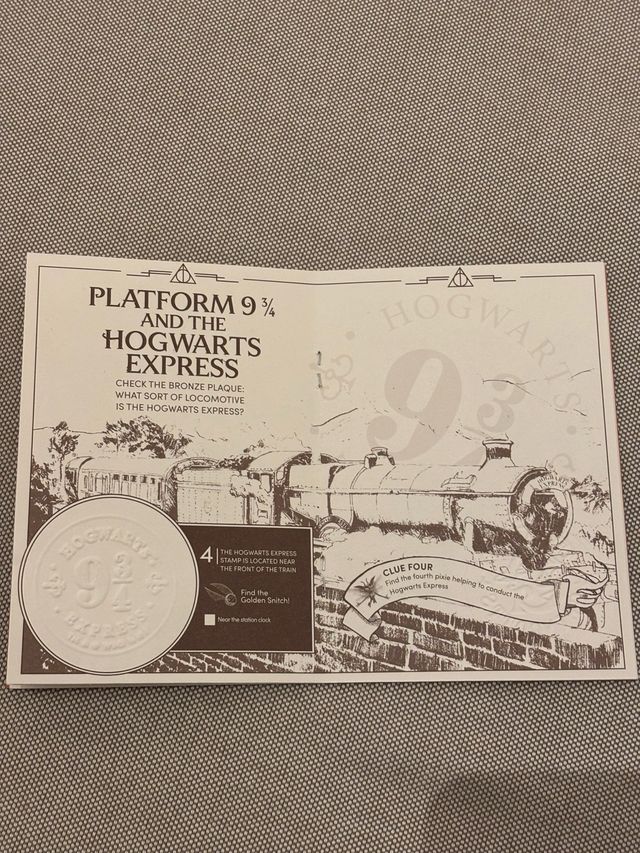 PLATFORM 9 ¾
AND THE
HOGWARTS
EXPRESS
CHECK THE BRONZE PLAQUE:
WHAT SORT OF LOCOMOTIVE
IS THE HOGWARTS EXPRESS?
HOGWARTS
9¾
EXPRESS
4
THE HOGWARTS EXPRESS
STAMP IS LOCATED NEAR
THE FRONT OF THE TRAIN
Find the
Golden Snitch!
Near the station clock
HOGWARTS
9¾
HOGWARTS
EXPRESS
CLUE FOUR
Find the fourth pixie helping to conduct the
Hogwarts Express